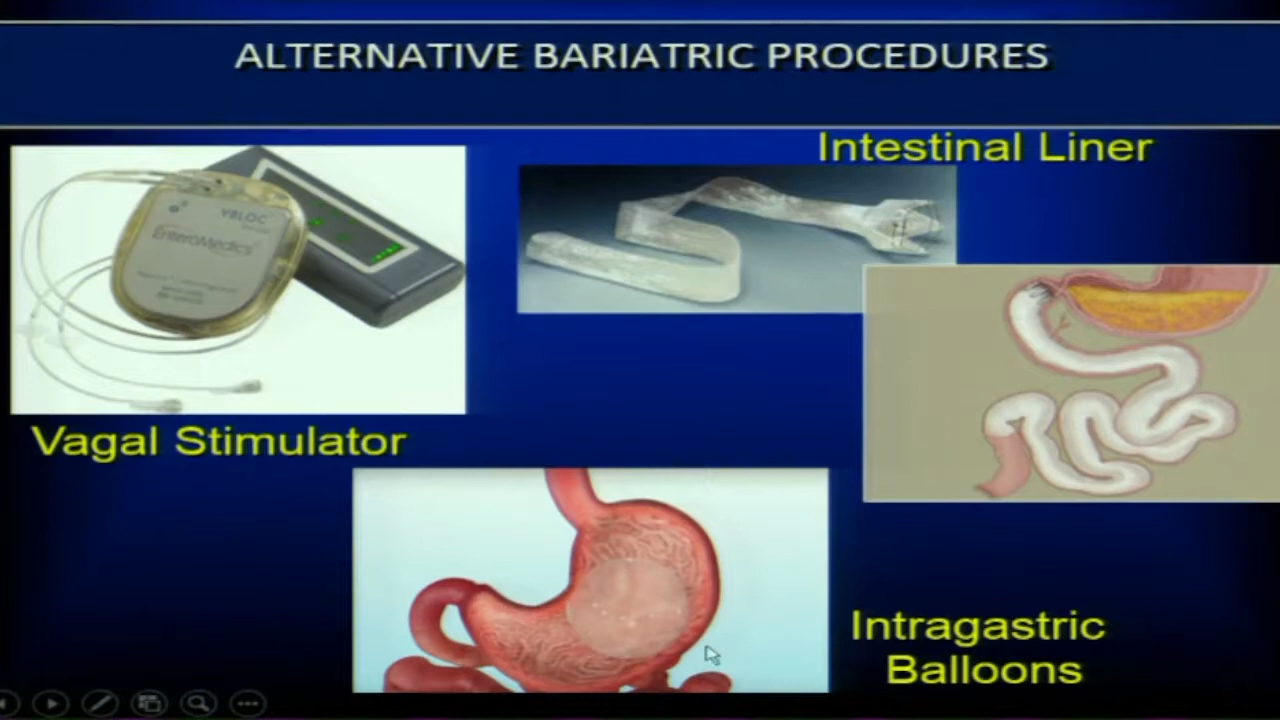 ALTERNATIVE BARIATRIC PROCEDURES
Intestinal Liner
VBLOC
EnteroMedics
Vagal Stimulator
Intragastric
Balloons